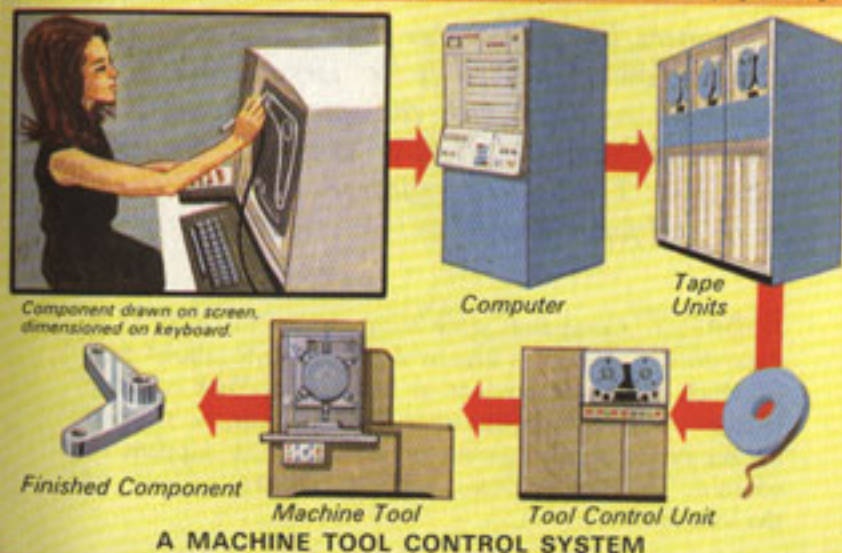 Component drawn on screen,
dimensioned on keyboard.
Computer
Tape
Units
Finished Component
Machine Tool
Tool Control Unit
A MACHINE TOOL CONTROL SYSTEM